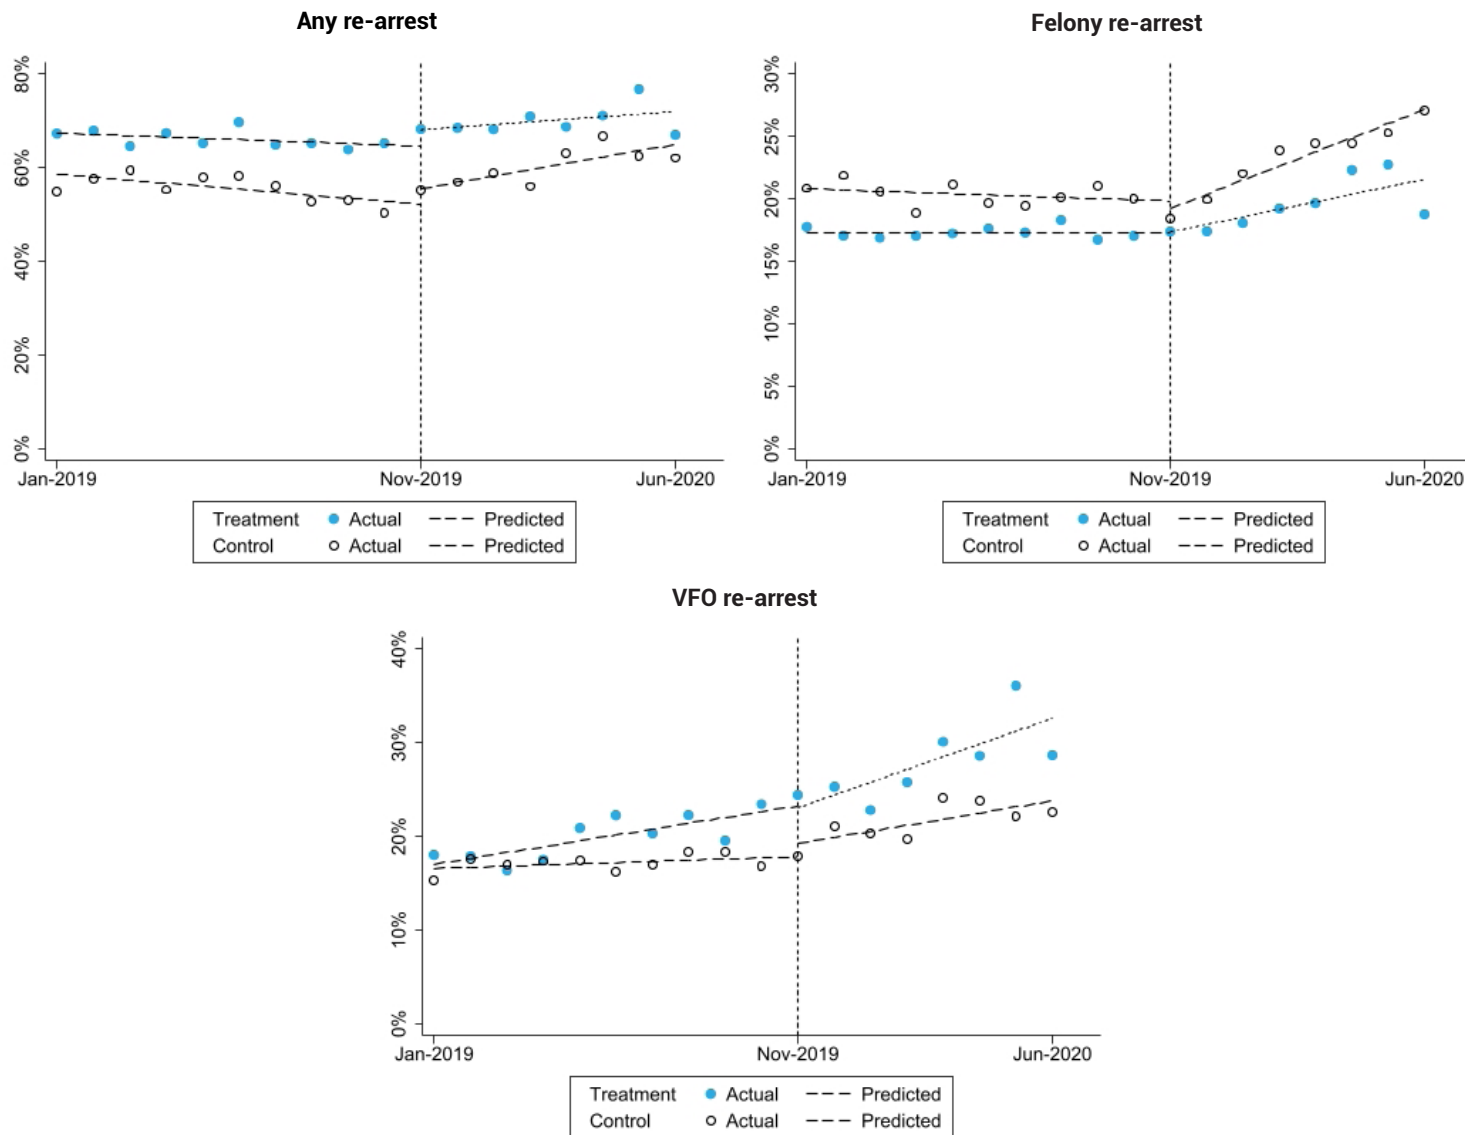 Any re-arrest
80%
60%
40%
20%
0%
Jan-2019 Nov-2019 Jun-2020
Treatment Actual Predicted
Control Actual Predicted
Felony re-arrest
30%
25%
20%
15%
10%
5%
0%
Jan-2019 Nov-2019 Jun-2020
Treatment Actual Predicted
Control Actual Predicted
VFO re-arrest
40%
30%
20%
10%
0%
Jan-2019 Nov-2019 Jun-2020
Treatment Actual Predicted
Control Actual Predicted